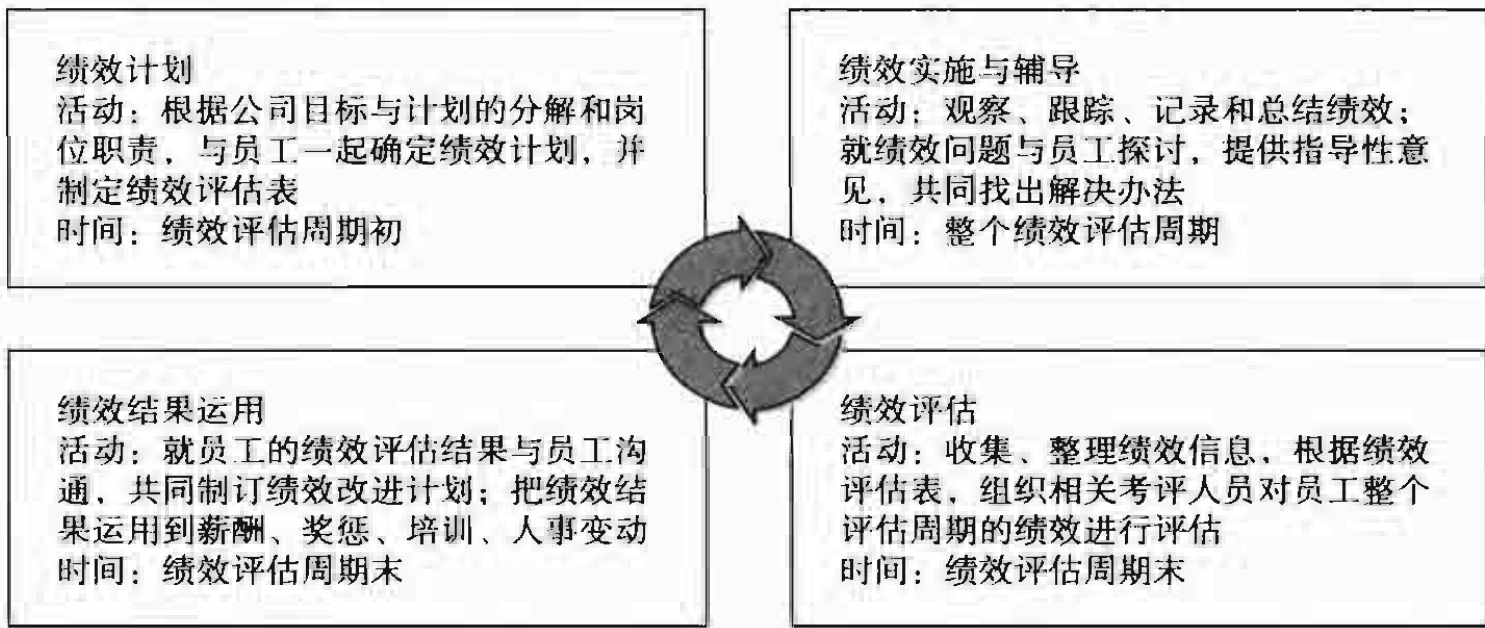 绩效计划
活动：根据公司目标与计划的分解和岗
位职责，与员工一起确定绩效计划，并
制定绩效评估表
时间：绩效评估周期初
绩效实施与辅导
活动：观察、跟踪、记录和总结绩效；
就绩效问题与员工探讨，提供指导性意
见，共同找出解决办法
时间：整个绩效评估周期
绩效结果运用
活动：就员工的绩效评估结果与员工沟
通，共同制订绩效改进计划；把绩效结
果运用到薪酬、奖惩、培训、人事变动
时间：绩效评估周期末
绩效评估
活动：收集、整理绩效信息，根据绩效
评估表，组织相关考评人员对员工整个
评估周期的绩效进行评估
时间：绩效评估周期末